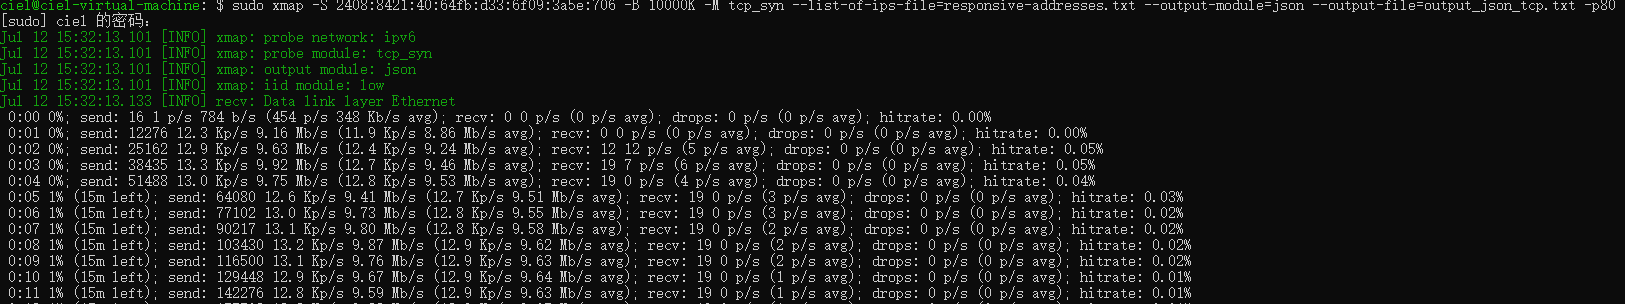 ciel@ciel-virtual-machine: $ sudo xmap -S 2408:8421:40:64fb:d33:6f09:3abe:706 -B 10000K -M tcp_syn --list-of-ips-file=responsive-addresses.txt --output-module=json --output-file=output_json_tcp.txt -p80
[sudo] ciel 的密码：
Jul 12 15:32:13.101 [INFO] xmap: probe network: ipv6
Jul 12 15:32:13.101 [INFO] xmap: probe module: tcp_syn
Jul 12 15:32:13.101 [INFO] xmap: output module: json
Jul 12 15:32:13.101 [INFO] xmap: iid module: low
Jul 12 15:32:13.133 [INFO] recv: Data link layer Ethernet
0:00 0%; send: 16 1 p/s 784 b/s (454 p/s 348 Kb/s avg); recv: 0 0 p/s (0 p/s avg); drops: 0 p/s (0 p/s avg); hitrate: 0.00%
0:01 0%; send: 12276 12.3 Kp/s 9.16 Mb/s (11.9 Kp/s 8.86 Mb/s avg); recv: 0 0 p/s (0 p/s avg); drops: 0 p/s (0 p/s avg); hitrate: 0.00%
0:02 0%; send: 25162 12.9 Kp/s 9.63 Mb/s (12.4 Kp/s 9.24 Mb/s avg); recv: 12 12 p/s (5 p/s avg); drops: 0 p/s (0 p/s avg); hitrate: 0.05%
0:03 0%; send: 38435 13.3 Kp/s 9.92 Mb/s (12.7 Kp/s 9.46 Mb/s avg); recv: 19 7 p/s (6 p/s avg); drops: 0 p/s (0 p/s avg); hitrate: 0.05%
0:04 0%; send: 51488 13.0 Kp/s 9.75 Mb/s (12.8 Kp/s 9.53 Mb/s avg); recv: 19 0 p/s (4 p/s avg); drops: 0 p/s (0 p/s avg); hitrate: 0.04%
0:05 1% (15m left); send: 64080 12.6 Kp/s 9.41 Mb/s (12.7 Kp/s 9.51 Mb/s avg); recv: 19 0 p/s (3 p/s avg); drops: 0 p/s (0 p/s avg); hitrate: 0.03%
0:06 1% (15m left); send: 77102 13.0 Kp/s 9.73 Mb/s (12.8 Kp/s 9.55 Mb/s avg); recv: 19 0 p/s (3 p/s avg); drops: 0 p/s (0 p/s avg); hitrate: 0.02%
0:07 1% (15m left); send: 90217 13.1 Kp/s 9.80 Mb/s (12.8 Kp/s 9.58 Mb/s avg); recv: 19 0 p/s (2 p/s avg); drops: 0 p/s (0 p/s avg); hitrate: 0.02%
0:08 1% (15m left); send: 103430 13.2 Kp/s 9.87 Mb/s (12.9 Kp/s 9.62 Mb/s avg); recv: 19 0 p/s (2 p/s avg); drops: 0 p/s (0 p/s avg); hitrate: 0.02%
0:09 1% (15m left); send: 116500 13.1 Kp/s 9.76 Mb/s (12.9 Kp/s 9.63 Mb/s avg); recv: 19 0 p/s (2 p/s avg); drops: 0 p/s (0 p/s avg); hitrate: 0.02%
0:10 1% (15m left); send: 129448 12.9 Kp/s 9.67 Mb/s (12.9 Kp/s 9.64 Mb/s avg); recv: 19 0 p/s (1 p/s avg); drops: 0 p/s (0 p/s avg); hitrate: 0.01%
0:11 1% (15m left); send: 142276 12.8 Kp/s 9.59 Mb/s (12.9 Kp/s 9.63 Mb/s avg); recv: 19 0 p/s (1 p/s avg); drops: 0 p/s (0 p/s avg); hitrate: 0.01%